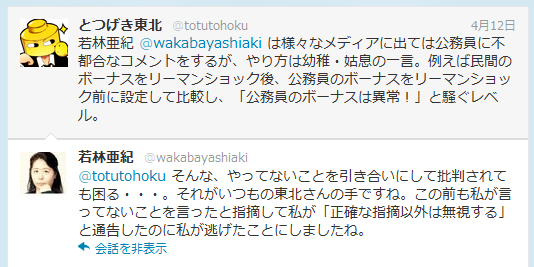 とつげき東北 @totutohoku 4月12日
若林亜紀 @wakabayashiaki は様々なメディアに出ては公務員に不
都合なコメントをするが、やり方は幼稚・姑息の一言。例えば民間の
ボーナスをリーマンショック後、公務員のボーナスをリーマンショッ
ク前に設定して比較し、「公務員のボーナスは異常！」と騒ぐレベ
ル。
若林亜紀 @wakabayashiaki
@totutohoku そんな、やってないことを引き合いにして批判されて
も困る・・・。それがいつもの東北さんの手ですね。この前も私が言
ってないことを言ったと指摘して私が「正確な指摘以外は無視する」
と通告したのに私が逃げたことにしましたね。
会話を非表示